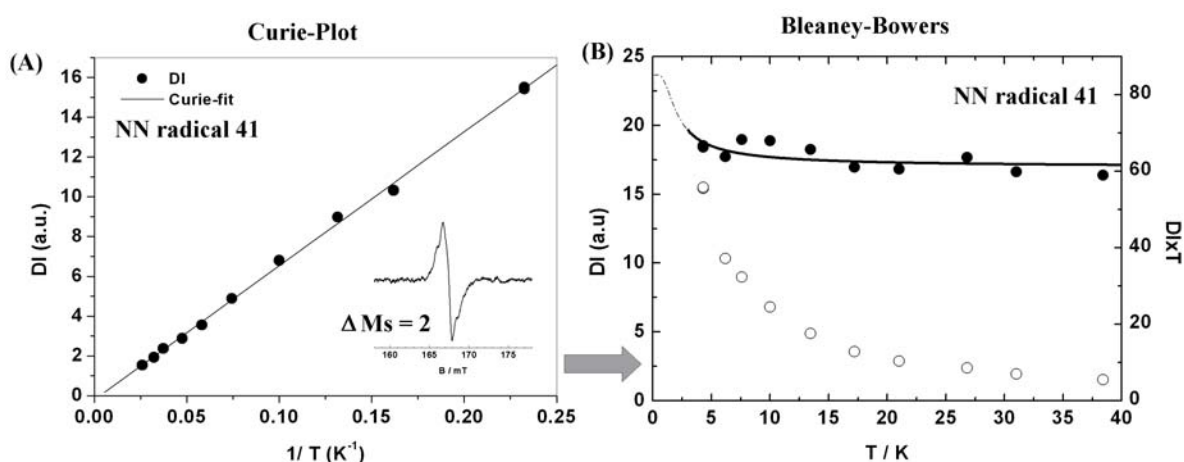 Curie-Plot
(A)
16
14
12
10
8
6
4
2
0
DI (a.u.)
DI
Curie-fit
NN radical 41
Δ Ms = 2
160 165 170 175
B / mT
0.00 0.05 0.10 0.15 0.20 0.25
1/ T (K⁻¹)
Bleaney-Bowers
(B)
25
20
15
10
5
0
DI (a.u)
NN radical 41
80
60
40
20
0
DIxT
0 5 10 15 20 25 30 35 40
T / K